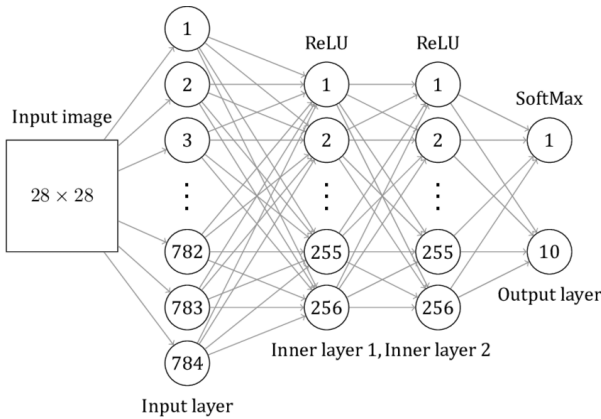 Input image
28 × 28
1
2
3
⋮
782
783
784
Input layer
ReLU
1
2
⋮
255
256
ReLU
1
2
⋮
255
256
Inner layer 1, Inner layer 2
SoftMax
1
10
Output layer